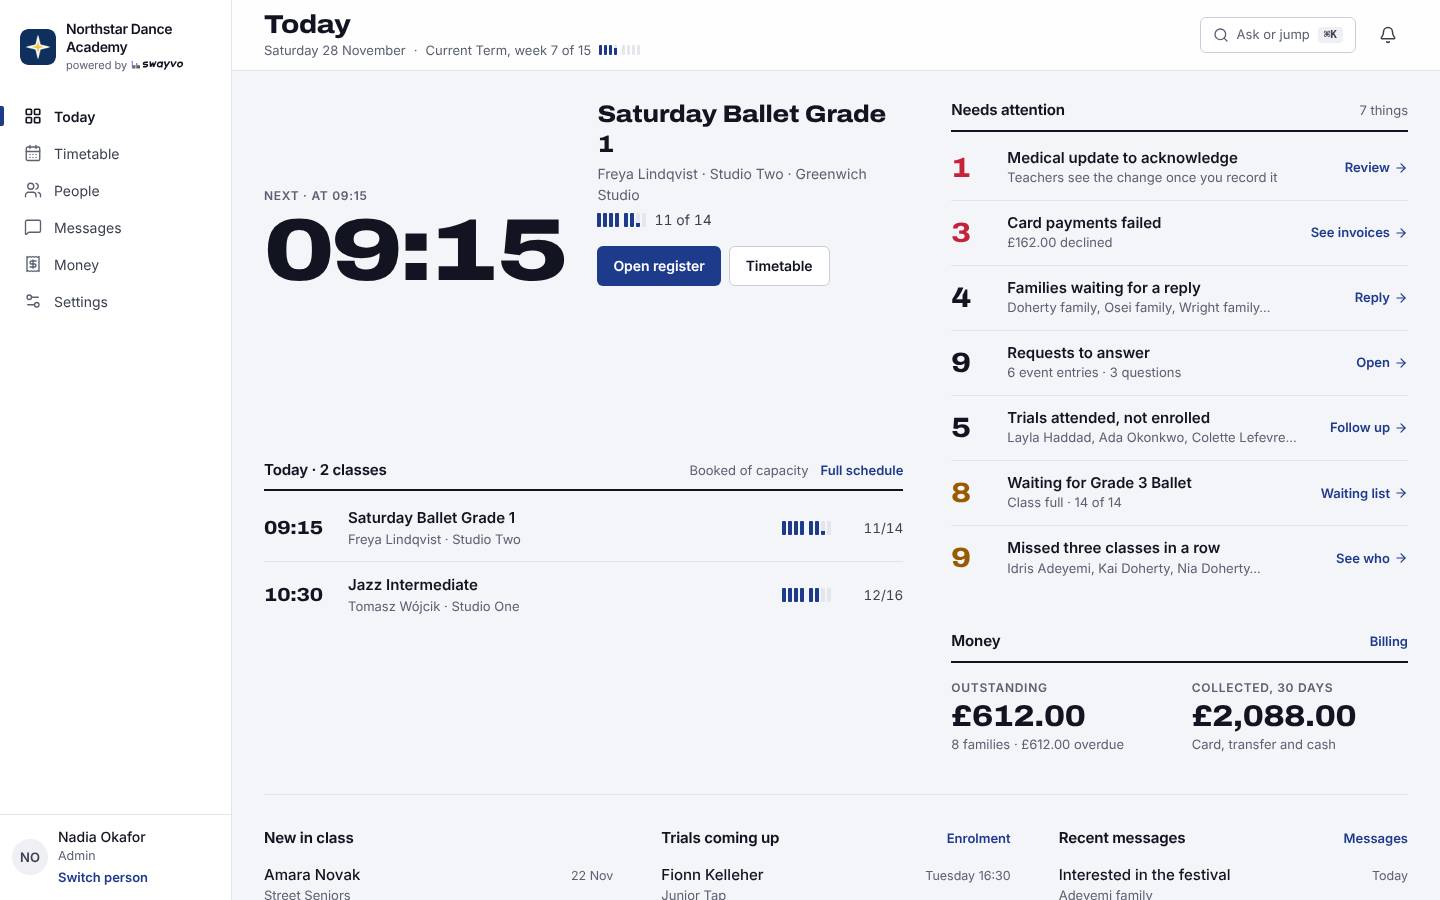 Northstar Dance
Academy
powered by swayvo
Today
Timetable
People
Messages
Money
Settings
NO
Nadia Okafor
Admin
Switch person
Today
Saturday 28 November · Current Term, week 7 of 15
Ask or jump ⌘K
NEXT · AT 09:15
09:15
Saturday Ballet Grade
1
Freya Lindqvist · Studio Two · Greenwich
Studio
11 of 14
Open register
Timetable
Today · 2 classes
Booked of capacity
Full schedule
09:15
Saturday Ballet Grade 1
Freya Lindqvist · Studio Two
11/14
10:30
Jazz Intermediate
Tomasz Wójcik · Studio One
12/16
Needs attention
7 things
1
Medical update to acknowledge
Teachers see the change once you record it
Review →
3
Card payments failed
£162.00 declined
See invoices →
4
Families waiting for a reply
Doherty family, Osei family, Wright family...
Reply →
9
Requests to answer
6 event entries · 3 questions
Open →
5
Trials attended, not enrolled
Layla Haddad, Ada Okonkwo, Colette Lefevre...
Follow up →
8
Waiting for Grade 3 Ballet
Class full · 14 of 14
Waiting list →
9
Missed three classes in a row
Idris Adeyemi, Kai Doherty, Nia Doherty...
See who →
Money
Billing
OUTSTANDING
£612.00
8 families · £612.00 overdue
COLLECTED, 30 DAYS
£2,088.00
Card, transfer and cash
New in class
Amara Novak
22 Nov
Street Seniors
Trials coming up
Enrolment
Fionn Kelleher
Tuesday 16:30
Junior Tap
Recent messages
Messages
Interested in the festival
Today
Adeyemi family